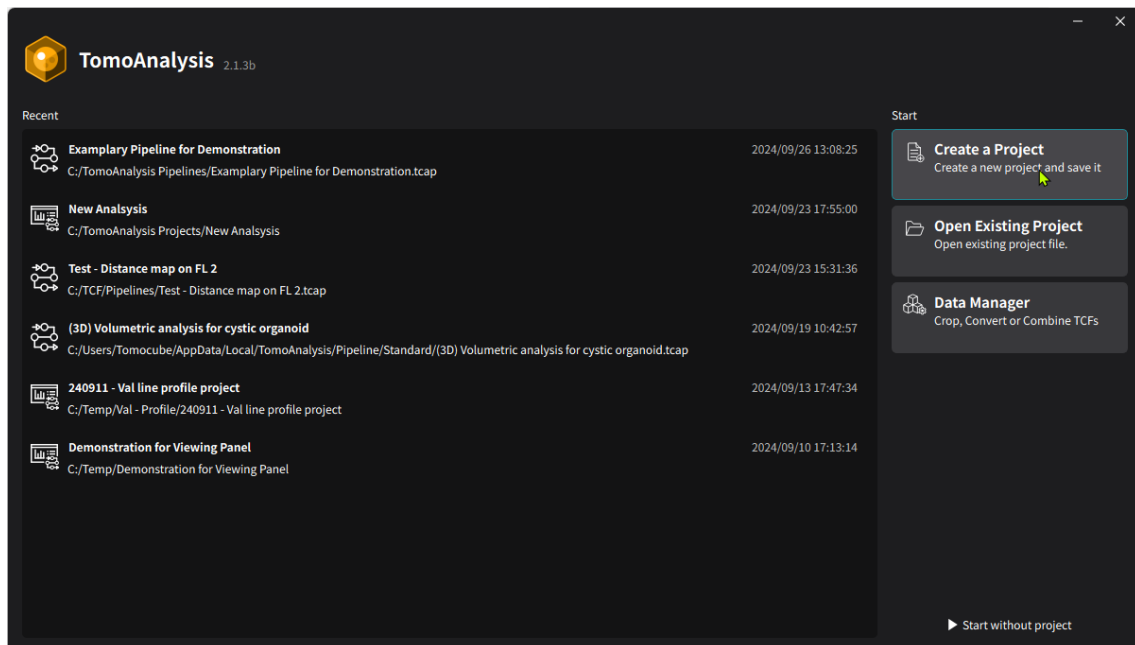 TomoAnalysis 2.1.3b
Recent
Examplary Pipeline for Demonstration 2024/09/26 13:08:25
C:/TomoAnalysis Pipelines/Examplary Pipeline for Demonstration.tcap
New Analsysis 2024/09/23 17:55:00
C:/TomoAnalysis Projects/New Analsysis
Test - Distance map on FL 2 2024/09/23 15:31:36
C:/TCF/Pipelines/Test - Distance map on FL 2.tcap
(3D) Volumetric analysis for cystic organoid 2024/09/19 10:42:57
C:/Users/Tomocube/AppData/Local/TomoAnalysis/Pipeline/Standard/(3D) Volumetric analysis for cystic organoid.tcap
240911 - Val line profile project 2024/09/13 17:47:34
C:/Temp/Val - Profile/240911 - Val line profile project
Demonstration for Viewing Panel 2024/09/10 17:13:14
C:/Temp/Demonstration for Viewing Panel
Start
Create a Project
Create a new project and save it
Open Existing Project
Open existing project file.
Data Manager
Crop, Convert or Combine TCFs
Start without project